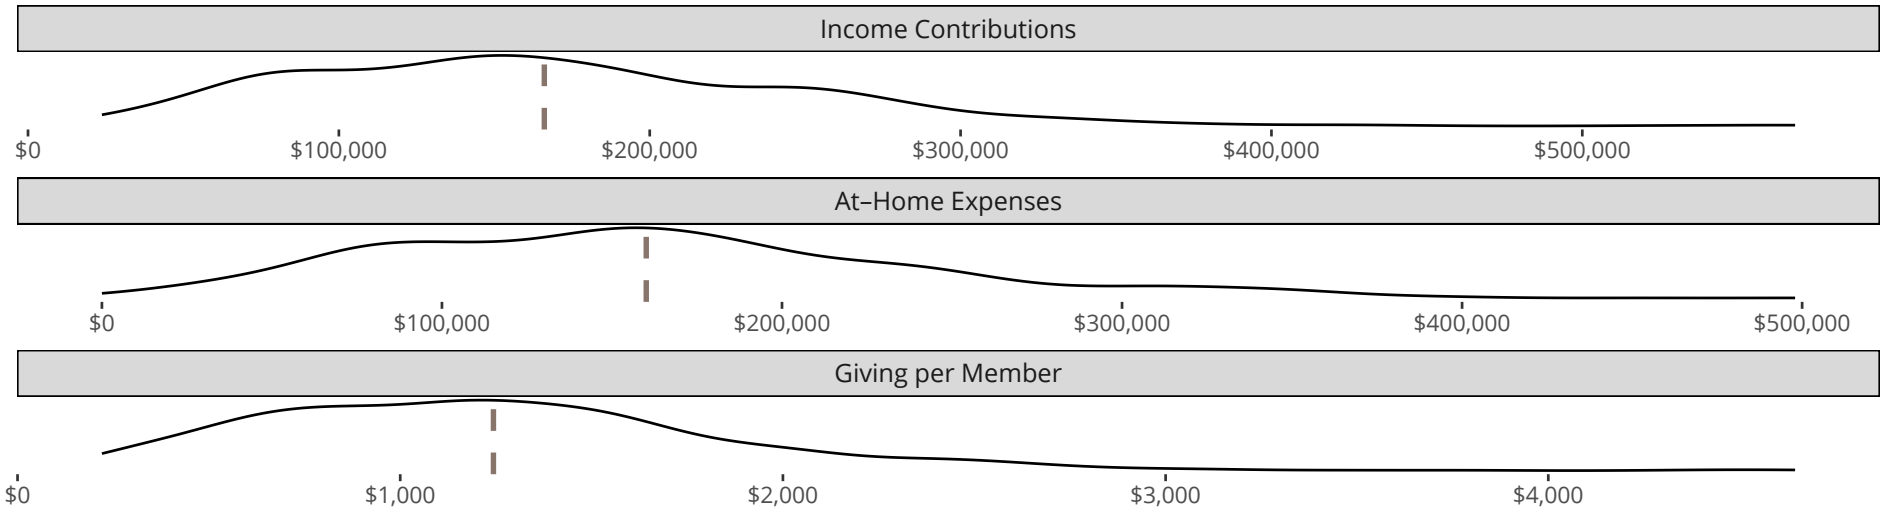 Income Contributions
$0 $100,000 $200,000 $300,000 $400,000 $500,000
At–Home Expenses
$0 $100,000 $200,000 $300,000 $400,000 $500,000
Giving per Member
$0 $1,000 $2,000 $3,000 $4,000